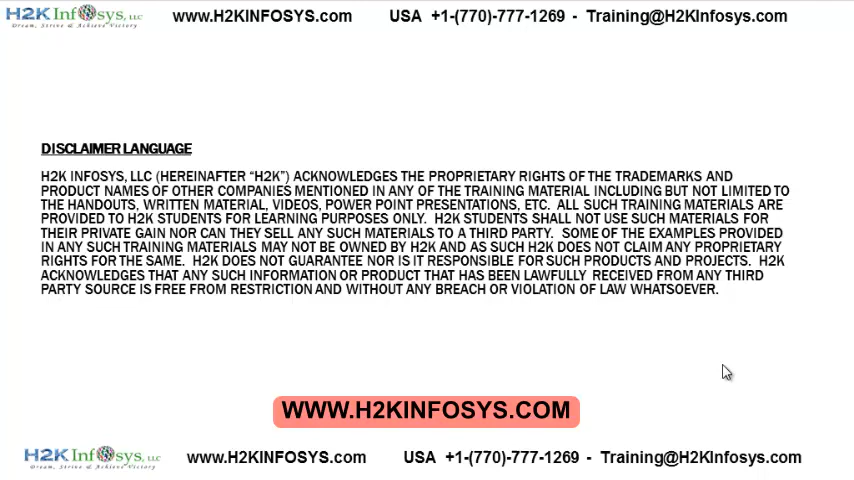 H2K InfoSys, LLC
Dream, Strive & Achieve Victory
www.H2KINFOSYS.com USA +1-(770)-777-1269 - Training@H2KInfosys.com
DISCLAIMER LANGUAGE
H2K INFOSYS, LLC (HEREINAFTER “H2K”) ACKNOWLEDGES THE PROPRIETARY RIGHTS OF THE TRADEMARKS AND
PRODUCT NAMES OF OTHER COMPANIES MENTIONED IN ANY OF THE TRAINING MATERIAL INCLUDING BUT NOT LIMITED TO
THE HANDOUTS, WRITTEN MATERIAL, VIDEOS, POWER POINT PRESENTATIONS, ETC. ALL SUCH TRAINING MATERIALS ARE
PROVIDED TO H2K STUDENTS FOR LEARNING PURPOSES ONLY. H2K STUDENTS SHALL NOT USE SUCH MATERIALS FOR
THEIR PRIVATE GAIN NOR CAN THEY SELL ANY SUCH MATERIALS TO A THIRD PARTY. SOME OF THE EXAMPLES PROVIDED
IN ANY SUCH TRAINING MATERIALS MAY NOT BE OWNED BY H2K AND AS SUCH H2K DOES NOT CLAIM ANY PROPRIETARY
RIGHTS FOR THE SAME. H2K DOES NOT GUARANTEE NOR IS IT RESPONSIBLE FOR SUCH PRODUCTS AND PROJECTS. H2K
ACKNOWLEDGES THAT ANY SUCH INFORMATION OR PRODUCT THAT HAS BEEN LAWFULLY RECEIVED FROM ANY THIRD
PARTY SOURCE IS FREE FROM RESTRICTION AND WITHOUT ANY BREACH OR VIOLATION OF LAW WHATSOEVER.
WWW.H2KINFOSYS.COM
H2K InfoSys, LLC
Dream, Strive & Achieve Victory
www.H2KINFOSYS.com USA +1-(770)-777-1269 - Training@H2KInfosys.com